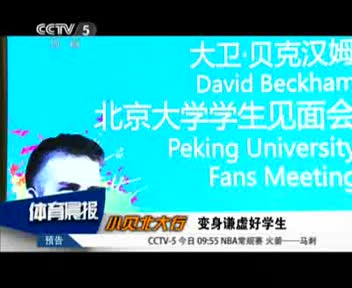 CCTV 5
大卫·贝克汉姆
David Beckham
北京大学学生见面会
Peking University
Fans Meeting
体育晨报
小贝北大行
变身谦虚好学生
预告
CCTV-5 今日 09:55 NBA常规赛 火箭——马刺